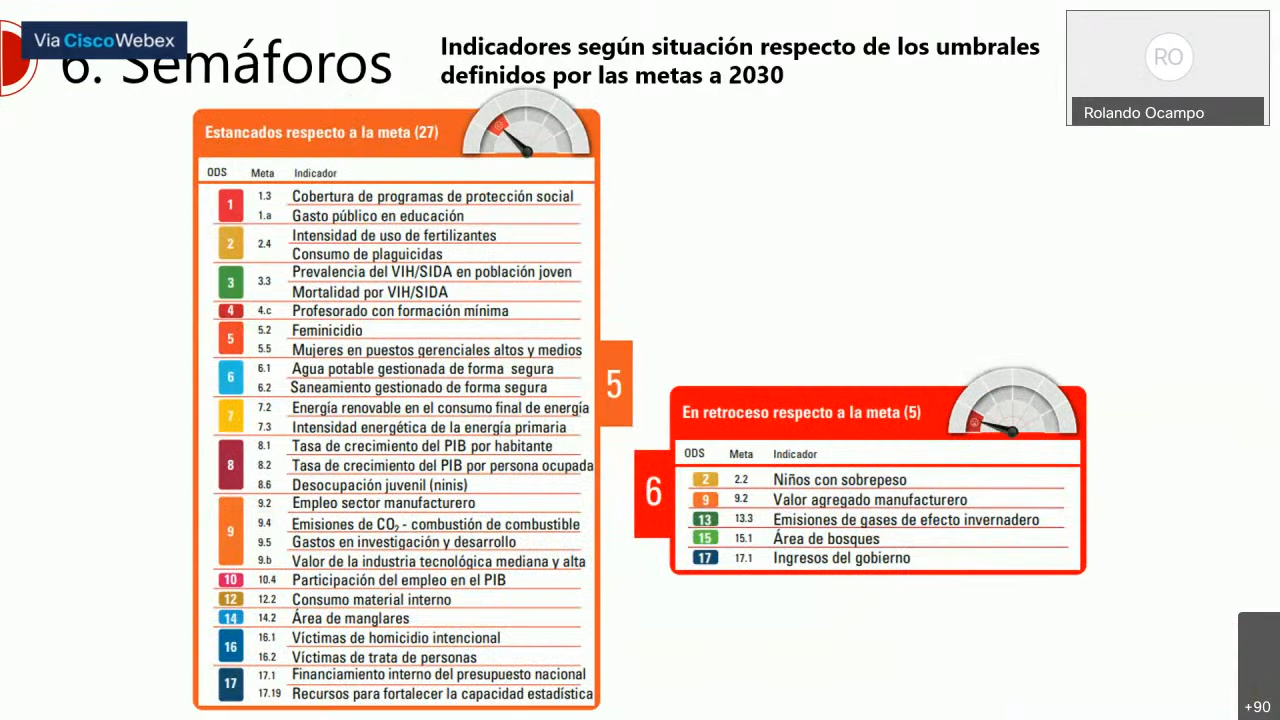 Via Cisco Webex
6. Semáforos
Indicadores según situación respecto de los umbrales
definidos por las metas a 2030
RO
Rolando Ocampo
Estancados respecto a la meta (27)
ODS Meta Indicador
1 1.3 Cobertura de programas de protección social
1.a Gasto público en educación
2 2.4 Intensidad de uso de fertilizantes
Consumo de plaguicidas
3 3.3 Prevalencia del VIH/SIDA en población joven
Mortalidad por VIH/SIDA
4 4.c Profesorado con formación mínima
5 5.2 Feminicidio
5.5 Mujeres en puestos gerenciales altos y medios
6 6.1 Agua potable gestionada de forma segura
6.2 Saneamiento gestionado de forma segura
7 7.2 Energía renovable en el consumo final de energía
7.3 Intensidad energética de la energía primaria
8 8.1 Tasa de crecimiento del PIB por habitante
8.2 Tasa de crecimiento del PIB por persona ocupada
8.6 Desocupación juvenil (ninis)
9 9.2 Empleo sector manufacturero
9.4 Emisiones de CO₂ - combustión de combustible
9.5 Gastos en investigación y desarrollo
9.b Valor de la industria tecnológica mediana y alta
10 10.4 Participación del empleo en el PIB
12 12.2 Consumo material interno
14 14.2 Área de manglares
16 16.1 Víctimas de homicidio intencional
16.2 Víctimas de trata de personas
17 17.1 Financiamiento interno del presupuesto nacional
17.19 Recursos para fortalecer la capacidad estadística
5
En retroceso respecto a la meta (5)
ODS Meta Indicador
2 2.2 Niños con sobrepeso
9 9.2 Valor agregado manufacturero
13 13.3 Emisiones de gases de efecto invernadero
15 15.1 Área de bosques
17 17.1 Ingresos del gobierno
6
+90